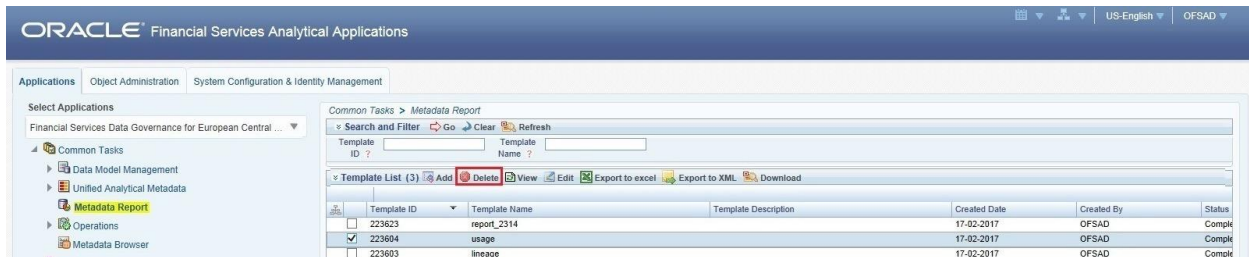 ORACLE® Financial Services Analytical Applications
US-English
OFSAD
Applications Object Administration System Configuration & Identity Management
Select Applications
Financial Services Data Governance for European Central ...
Common Tasks
Data Model Management
Unified Analytical Metadata
Metadata Report
Operations
Metadata Browser
Common Tasks > Metadata Report
Search and Filter Go Clear Refresh
Template ID ? Template Name ?
Template List (3) Add Delete View Edit Export to excel Export to XML Download
Template ID Template Name Template Description Created Date Created By Status
223623 report_2314 17-02-2017 OFSAD Comple
223604 usage 17-02-2017 OFSAD Comple
223603 lineage 17-02-2017 OFSAD Comple